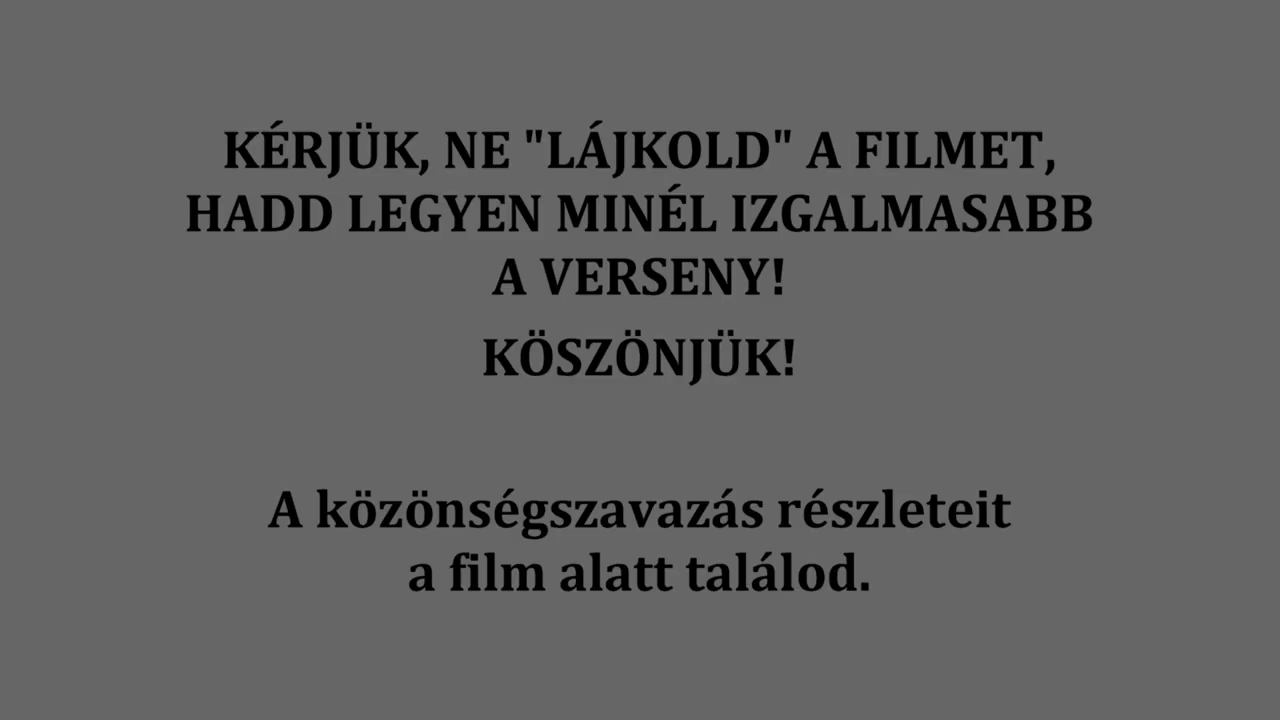 KÉRJÜK, NE "LÁJKOLD" A FILMET,
HADD LEGYEN MINÉL IZGALMASABB
A VERSENY!
KÖSZÖNJÜK!
A közönségszavazás részleteit
a film alatt találod.